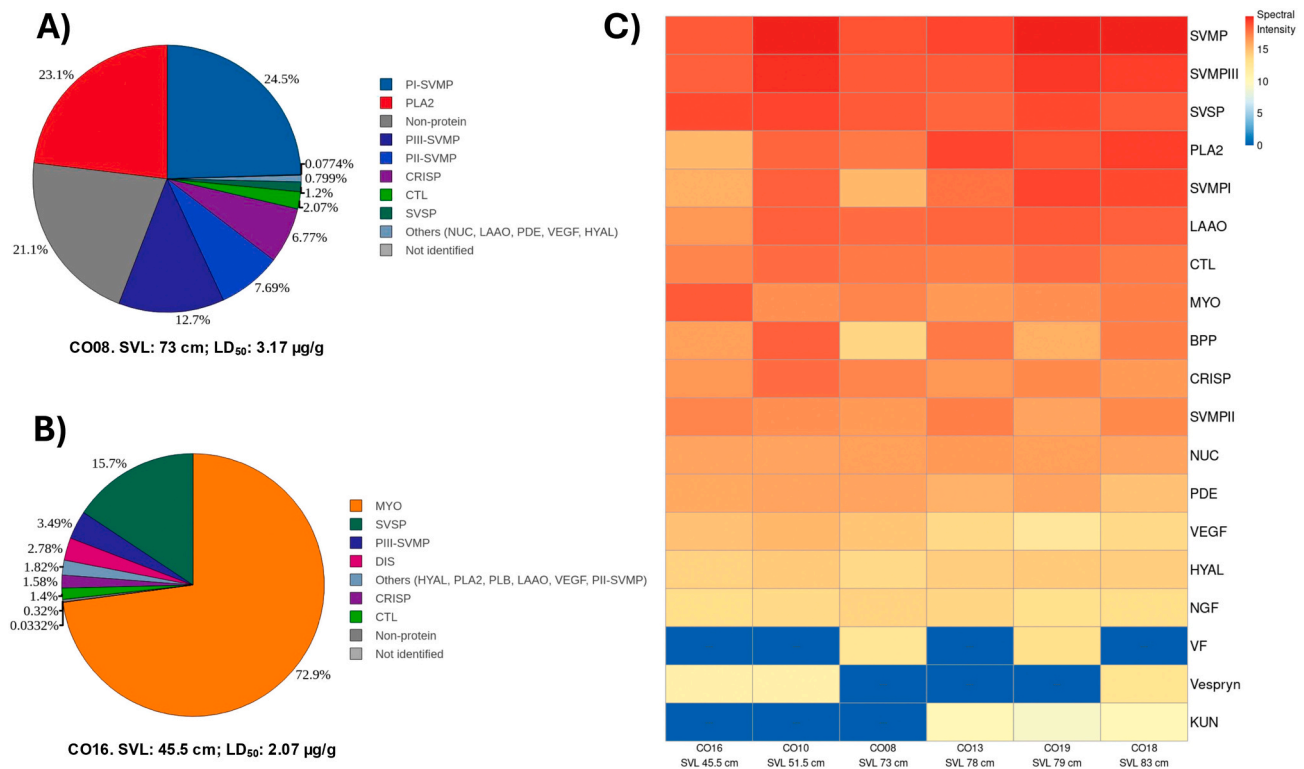 A)
23.1%
24.5%
0.0774%
0.799%
1.2%
2.07%
6.77%
7.69%
12.7%
21.1%
PI-SVMP
PLA2
Non-protein
PIII-SVMP
PII-SVMP
CRISP
CTL
SVSP
Others (NUC, LAAO, PDE, VEGF, HYAL)
Not identified
CO08. SVL: 73 cm; LD₅₀: 3.17 µg/g
B)
15.7%
3.49%
2.78%
1.82%
1.58%
1.4%
0.32%
0.0332%
72.9%
MYO
SVSP
PIII-SVMP
DIS
Others (HYAL, PLA2, PLB, LAAO, VEGF, PII-SVMP)
CRISP
CTL
Non-protein
Not identified
CO16. SVL: 45.5 cm; LD₅₀: 2.07 µg/g
C)
SVMP
SVMPIII
SVSP
PLA2
SVMPI
LAAO
CTL
MYO
BPP
CRISP
SVMPII
NUC
PDE
VEGF
HYAL
NGF
VF
Vespryn
KUN
CO16 CO10 CO08 CO13 CO19 CO18
SVL 45.5 cm SVL 51.5 cm SVL 73 cm SVL 78 cm SVL 79 cm SVL 83 cm
Spectral
Intensity
15
10
5
0